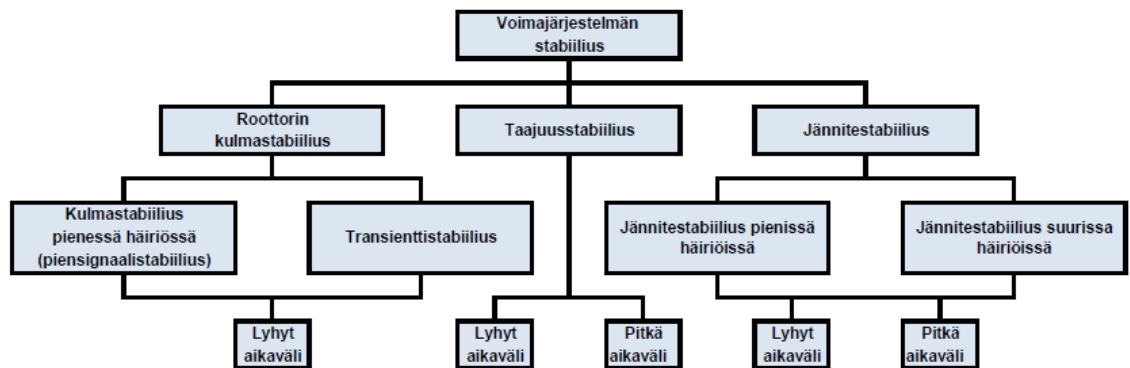 Voimajärjestelmän
stabiilius
Roottorin
kulmastabiilius
Taajuusstabiilius
Jännitestabiilius
Kulmastabiilius
pienessä häiriössä
(piensignaalistabiilius)
Transienttistabiilius
Jännitestabiilius pienissä
häiriöissä
Jännitestabiilius suurissa
häiriöissä
Lyhyt
aikaväli
Lyhyt
aikaväli
Pitkä
aikaväli
Lyhyt
aikaväli
Pitkä
aikaväli